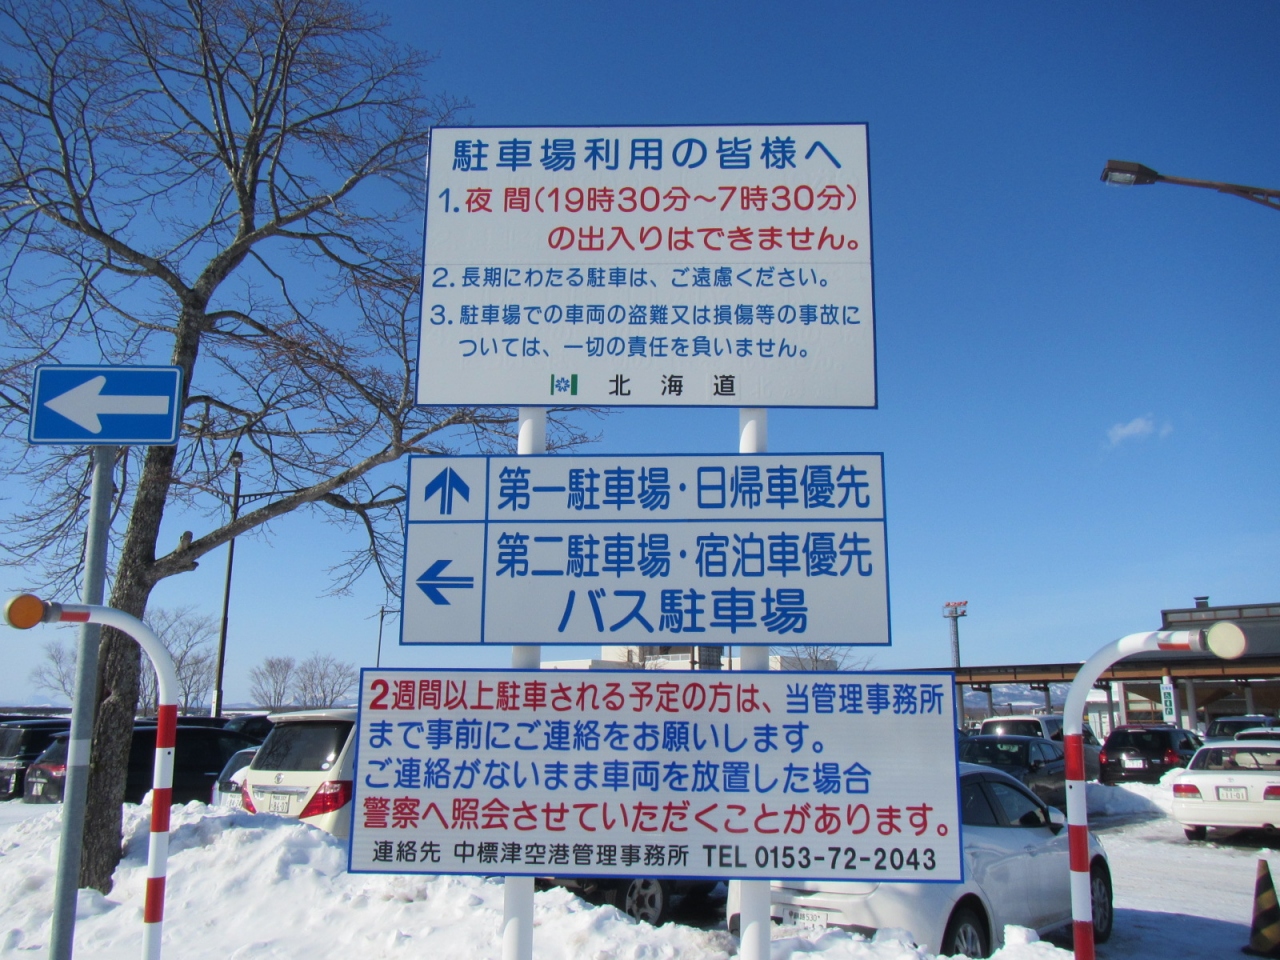 駐車場利用の皆様へ
1.夜間(19時30分～7時30分)
の出入りはできません。
2.長期にわたる駐車は、ご遠慮ください。
3.駐車場での車両の盗難又は損傷等の事故に
ついては、一切の責任を負いません。
北海道
第一駐車場・日帰車優先
第二駐車場・宿泊車優先
バス駐車場
2週間以上駐車される予定の方は、当管理事務所
まで事前にご連絡をお願いします。
ご連絡がないまま車両を放置した場合
警察へ照会させていただくことがあります。
連絡先 中標津空港管理事務所 TEL 0153-72-2043